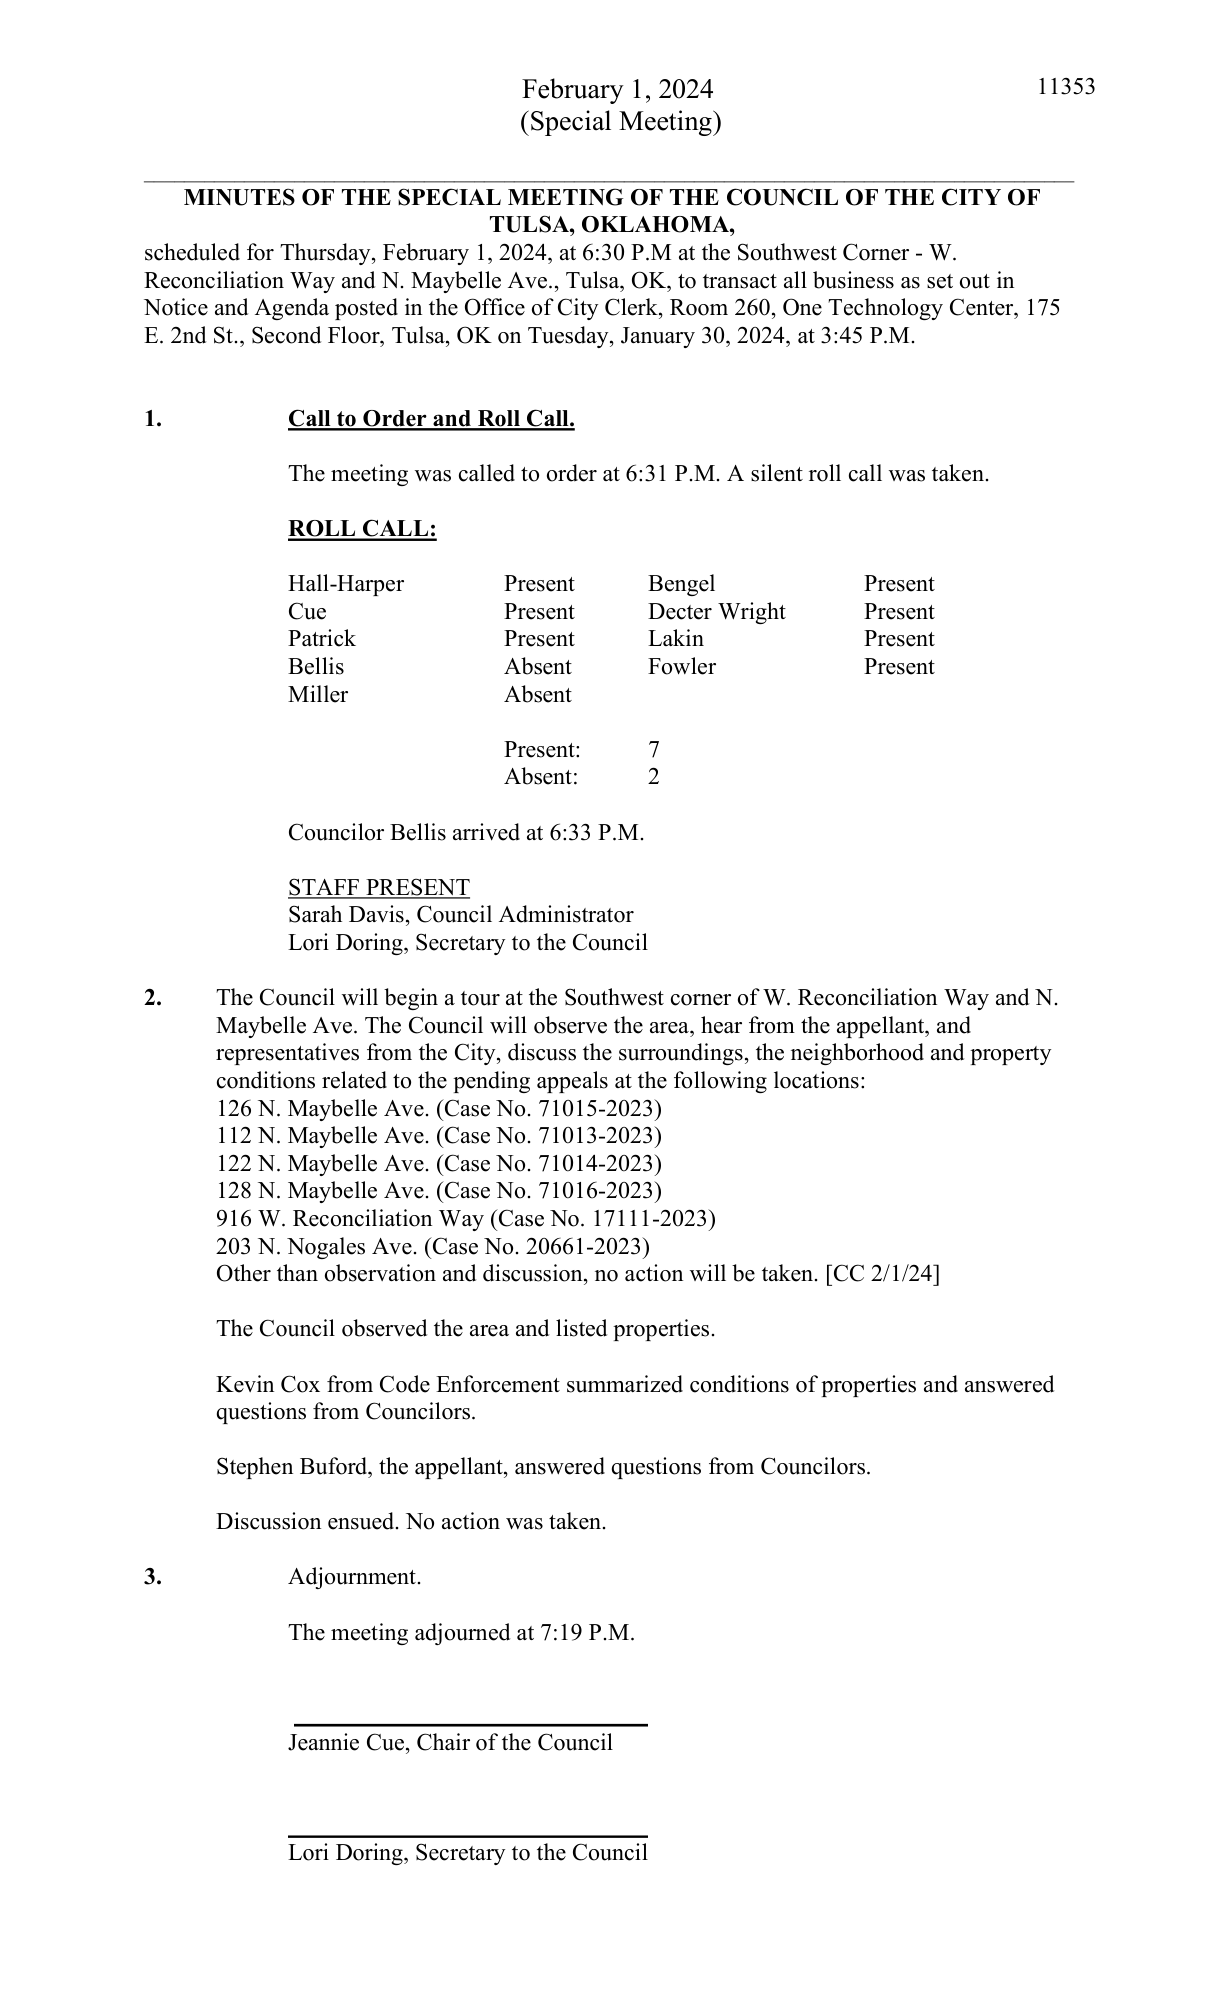 February 1, 2024 11353
(Special Meeting)
MINUTES OF THE SPECIAL MEETING OF THE COUNCIL OF THE CITY OF
TULSA, OKLAHOMA,
scheduled for Thursday, February 1, 2024, at 6:30 P.M at the Southwest Corner - W.
Reconciliation Way and N. Maybelle Ave., Tulsa, OK, to transact all business as set out in
Notice and Agenda posted in the Office of City Clerk, Room 260, One Technology Center, 175
E. 2nd St., Second Floor, Tulsa, OK on Tuesday, January 30, 2024, at 3:45 P.M.
1. Call to Order and Roll Call.
The meeting was called to order at 6:31 P.M. A silent roll call was taken.
ROLL CALL:
Hall-Harper Present Bengel Present
Cue Present Decter Wright Present
Patrick Present Lakin Present
Bellis Absent Fowler Present
Miller Absent
Present: 7
Absent: 2
Councilor Bellis arrived at 6:33 P.M.
STAFF PRESENT
Sarah Davis, Council Administrator
Lori Doring, Secretary to the Council
2. The Council will begin a tour at the Southwest corner of W. Reconciliation Way and N.
Maybelle Ave. The Council will observe the area, hear from the appellant, and
representatives from the City, discuss the surroundings, the neighborhood and property
conditions related to the pending appeals at the following locations:
126 N. Maybelle Ave. (Case No. 71015-2023)
112 N. Maybelle Ave. (Case No. 71013-2023)
122 N. Maybelle Ave. (Case No. 71014-2023)
128 N. Maybelle Ave. (Case No. 71016-2023)
916 W. Reconciliation Way (Case No. 17111-2023)
203 N. Nogales Ave. (Case No. 20661-2023)
Other than observation and discussion, no action will be taken. [CC 2/1/24]
The Council observed the area and listed properties.
Kevin Cox from Code Enforcement summarized conditions of properties and answered
questions from Councilors.
Stephen Buford, the appellant, answered questions from Councilors.
Discussion ensued. No action was taken.
3. Adjournment.
The meeting adjourned at 7:19 P.M.
Jeannie Cue, Chair of the Council
Lori Doring, Secretary to the Council